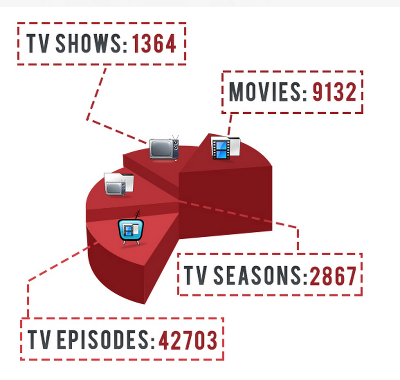 TV SHOWS: 1364
MOVIES: 9132
TV SEASONS:2867
TV EPISODES: 42703